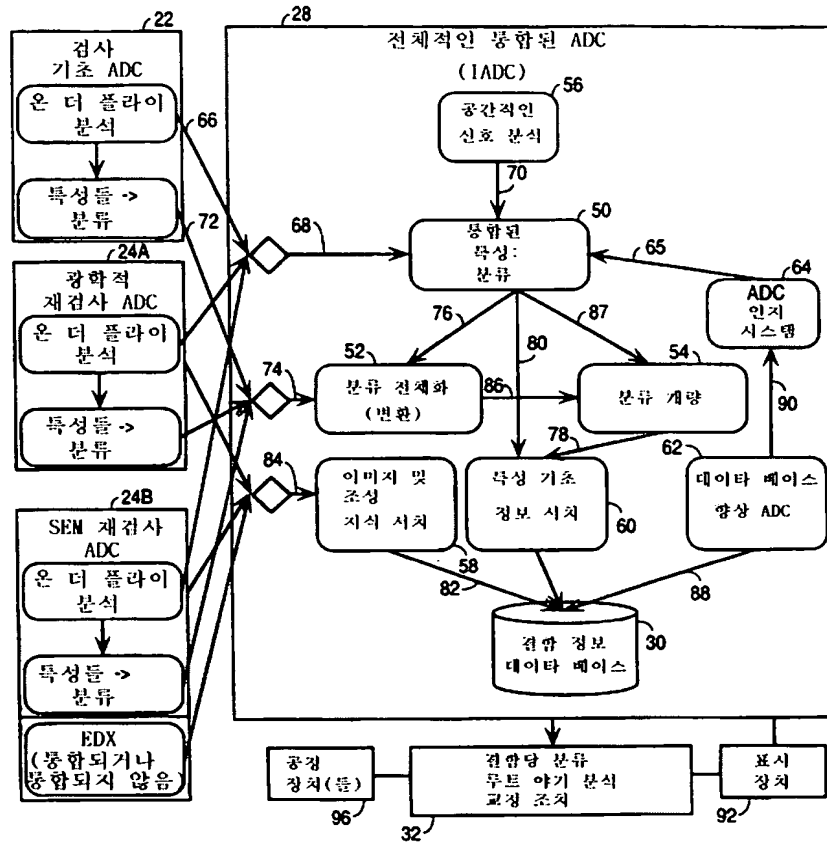 22
검사
기초 ADC
온 더 플라이
분석
특성들 ->
분류
66
72
24A
광학적
재검사 ADC
온 더 플라이
분석
특성들 ->
분류
24B
SEM 재검사
ADC
온 더 플라이
분석
특성들 ->
분류
EDX
(통합되거나
통합되지 않음)
28
전체적인 통합된 ADC
(IADC)
56
공간적인
신호 분석
70
50
통합된
특성:
분류
68
65
64
ADC
인지
시스템
76
80
87
52
분류 전체화
(변환)
74
86
54
분류 개량
90
78
84
이미지 및
조성
지식 서치
58
특성 기초
정보 서치
60
62
데이타 베이스
향상 ADC
82
88
30
결함 정보
데이타 베이스
공정
장치(들)
96
결함당 분류
루트 야기 분석
교정 조치
32
표시
장치
92